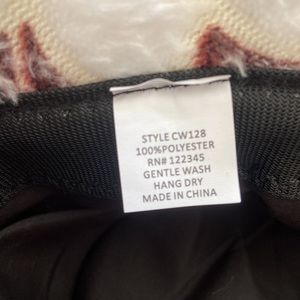 STYLE CW128
100%POLYESTER
RN# 122345
GENTLE WASH
HANG DRY
MADE IN CHINA